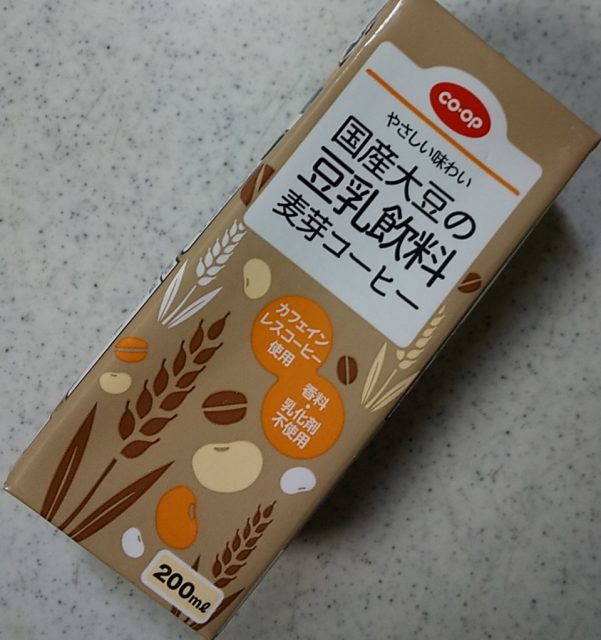 CO·OP
やさしい味わい
国産大豆の
豆乳飲料
麦芽コーヒー
カフェイン
レスコーヒー
使用
香料・
乳化剤
不使用
200ml